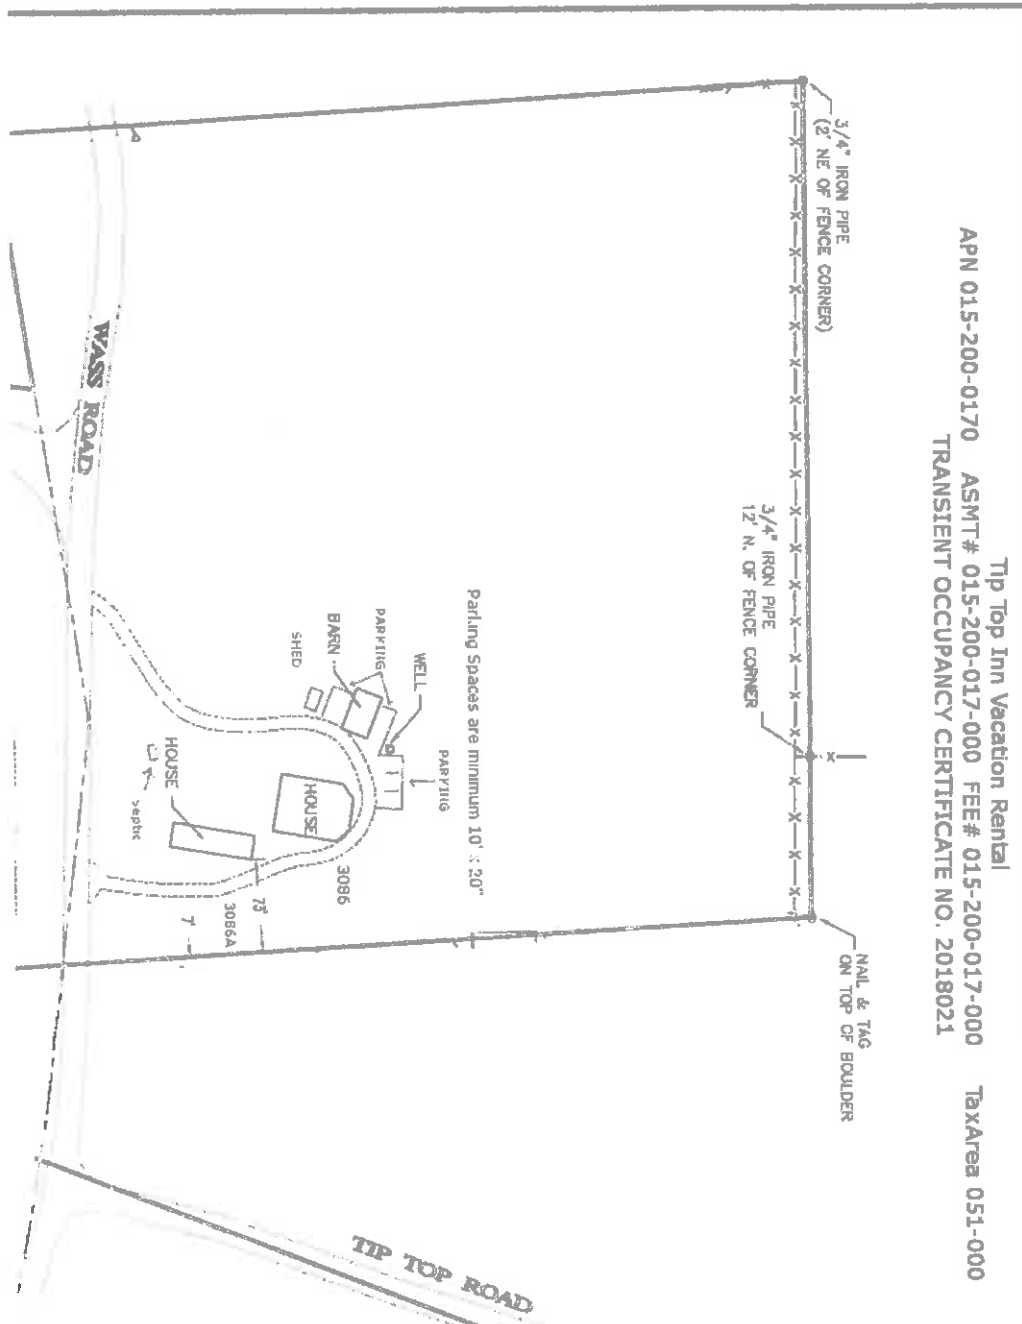 Tip Top Inn Vacation Rental
APN 015-200-0170 ASMT# 015-200-017-000 FEE# 015-200-017-000 TaxArea 051-000
TRANSIENT OCCUPANCY CERTIFICATE NO. 2018021
3/4" IRON PIPE
(2' NE OF FENCE CORNER)
3/4" IRON PIPE
12' N. OF FENCE CORNER
NAIL & TAG
ON TOP OF BOULDER
Parking Spaces are minimum 10' x 20"
PARKING
WELL
PARKING
BARN
SHED
HOUSE
3086
HOUSE
septic
73'
3086A
7'
WASS ROAD
TIP TOP ROAD